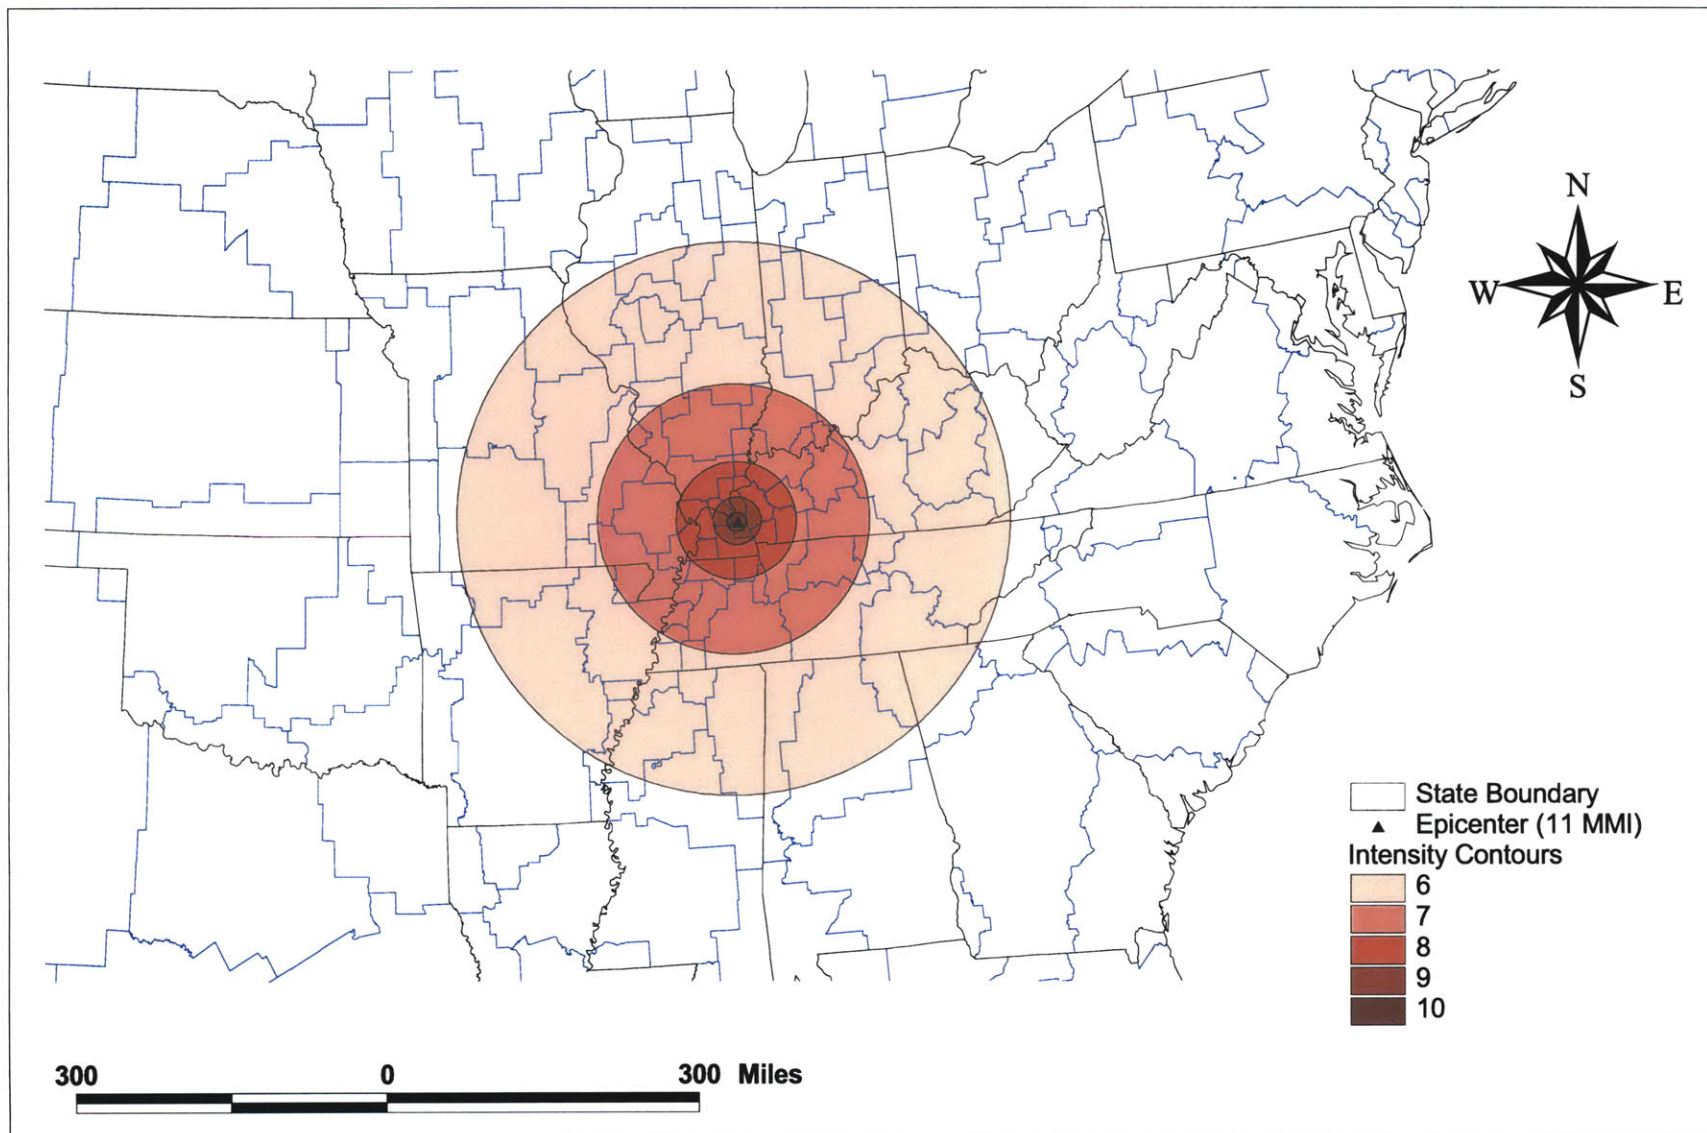 N
W E
S
State Boundary
Epicenter (11 MMI)
Intensity Contours
6
7
8
9
10
300 0 300 Miles